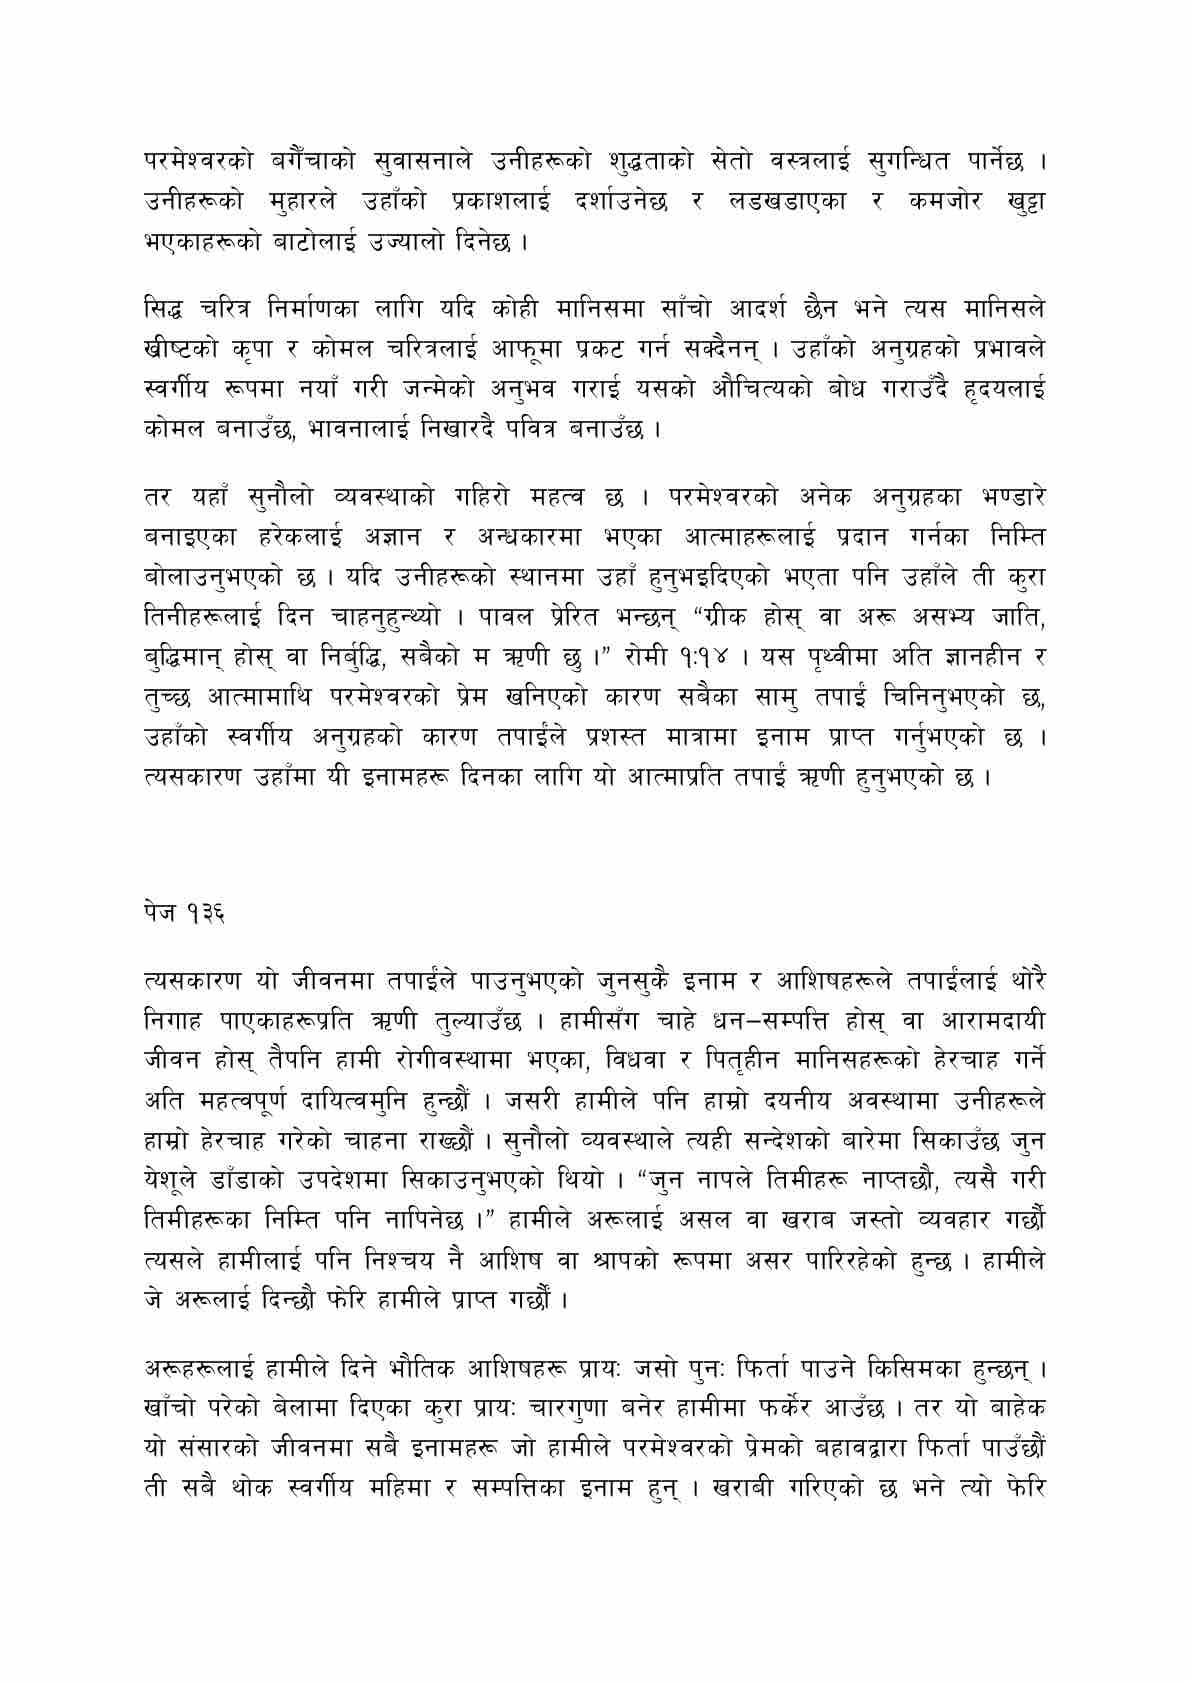 परमेश्वरको बगैँचाको सुवासनाले उनीहरूको शुद्धताको सेतो वस्त्रलाई सुगन्धित पार्नेछ ।
उनीहरूको मुहारले उहाँको प्रकाशलाई दर्शाउनेछ र लडखडाएका र कमजोर खुट्टा
भएकाहरूको बाटोलाई उज्यालो दिनेछ ।
सिद्ध चरित्र निर्माणका लागि यदि कोही मानिसमा साँचो आदर्श छैन भने त्यस मानिसले
ख्रीष्टको कृपा र कोमल चरित्रलाई आफूमा प्रकट गर्न सक्दैनन् । उहाँको अनुग्रहको प्रभावले
स्वर्गीय रूपमा नयाँ गरी जन्मेको अनुभव गराई यसको औचित्यको बोध गराउँदै हृदयलाई
कोमल बनाउँछ, भावनालाई निखारदै पवित्र बनाउँछ ।
तर यहाँ सुनौलो व्यवस्थाको गहिरो महत्व छ । परमेश्वरको अनेक अनुग्रहका भण्डारे
बनाइएका हरेकलाई अज्ञान र अन्धकारमा भएका आत्माहरूलाई प्रदान गर्नका निम्ति
बोलाउनुभएको छ । यदि उनीहरूको स्थानमा उहाँ हुनुभइदिएको भएता पनि उहाँले ती कुरा
तिनीहरूलाई दिन चाहनुहुन्थ्यो । पावल प्रेरित भन्छन् “ग्रीक होस् वा अरू असभ्य जाति,
बुद्धिमान् होस् वा निर्बुद्धि, सबैको म ऋणी छु ।” रोमी १:१४ । यस पृथ्वीमा अति ज्ञानहीन र
तुच्छ आत्मामाथि परमेश्वरको प्रेम खनिएको कारण सबैका सामु तपाईं चिनिनुभएको छ,
उहाँको स्वर्गीय अनुग्रहको कारण तपाईंले प्रशस्त मात्रामा इनाम प्राप्त गर्नुभएको छ ।
त्यसकारण उहाँमा यी इनामहरू दिनका लागि यो आत्माप्रति तपाईं ऋणी हुनुभएको छ ।
पेज १३६
त्यसकारण यो जीवनमा तपाईंले पाउनुभएको जुनसुकै इनाम र आशिषहरूले तपाईंलाई थोरै
निगाह पाएकाहरूप्रति ऋणी तुल्याउँछ । हामीसँग चाहे धन–सम्पत्ति होस् वा आरामदायी
जीवन होस् तैपनि हामी रोगीवस्थामा भएका, विधवा र पितृहीन मानिसहरूको हेरचाह गर्ने
अति महत्वपूर्ण दायित्वमुनि हुन्छौं । जसरी हामीले पनि हाम्रो दयनीय अवस्थामा उनीहरूले
हाम्रो हेरचाह गरेको चाहना राख्छौं । सुनौलो व्यवस्थाले त्यही सन्देशको बारेमा सिकाउँछ जुन
येशूले डाँडाको उपदेशमा सिकाउनुभएको थियो । “जुन नापले तिमीहरू नाप्तछौ, त्यसै गरी
तिमीहरूका निम्ति पनि नापिनेछ ।” हामीले अरूलाई असल वा खराब जस्तो व्यवहार गर्छौं
त्यसले हामीलाई पनि निश्चय नै आशिष वा श्रापको रूपमा असर पारिरहेको हुन्छ । हामीले
जे अरूलाई दिन्छौ फेरि हामीले प्राप्त गर्छौं ।
अरूहरूलाई हामीले दिने भौतिक आशिषहरू प्रायः जसो पुनः फिर्ता पाउने किसिमका हुन्छन् ।
खाँचो परेको बेलामा दिएका कुरा प्रायः चारगुणा बनेर हामीमा फर्केर आउँछ । तर यो बाहेक
यो संसारको जीवनमा सबै इनामहरू जो हामीले परमेश्वरको प्रेमको बहावद्वारा फिर्ता पाउँछौं
ती सबै थोक स्वर्गीय महिमा र सम्पत्तिका इनाम हुन् । खराबी गरिएको छ भने त्यो फेरि